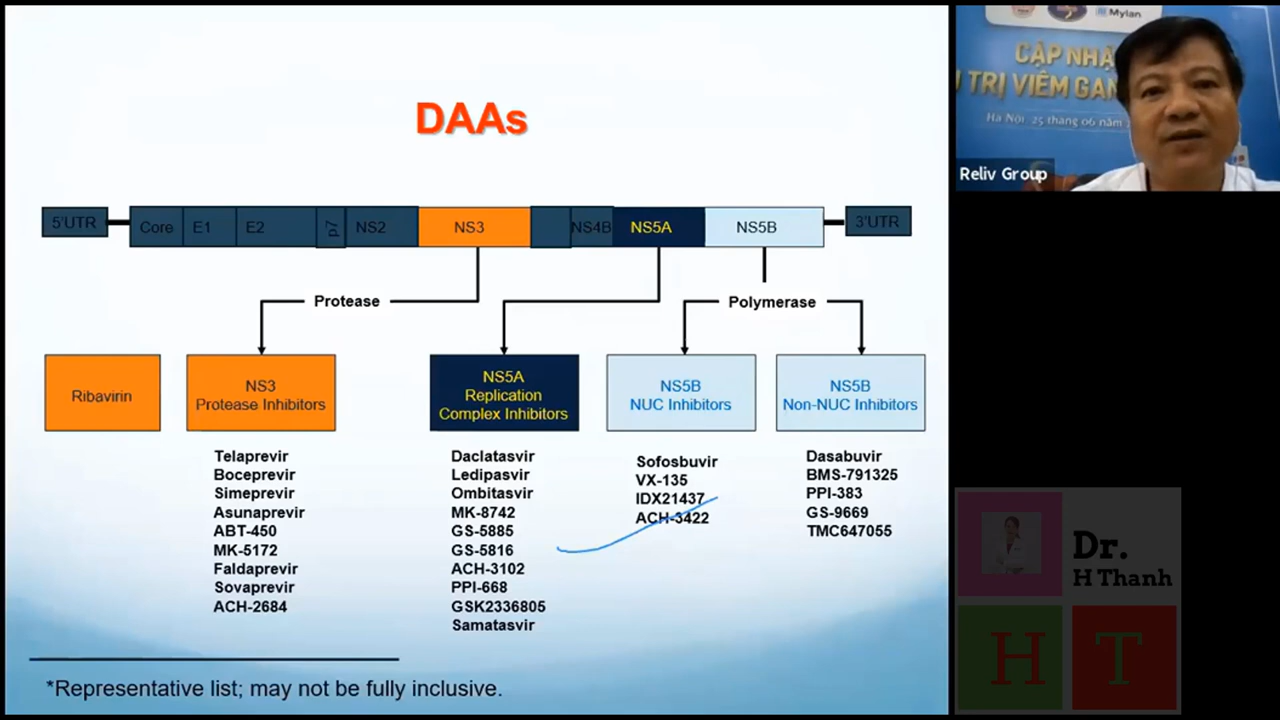 DAAs
5'UTR
Core
E1
E2
p7
NS2
NS3
NS4B
NS5A
NS5B
3'UTR
Protease
Polymerase
Ribavirin
NS3
Protease Inhibitors
NS5A
Replication
Complex Inhibitors
NS5B
NUC Inhibitors
NS5B
Non-NUC Inhibitors
Telaprevir
Boceprevir
Simeprevir
Asunaprevir
ABT-450
MK-5172
Faldaprevir
Sovaprevir
ACH-2684
Daclatasvir
Ledipasvir
Ombitasvir
MK-8742
GS-5885
GS-5816
ACH-3102
PPI-668
GSK2336805
Samatasvir
Sofosbuvir
VX-135
IDX21437
ACH-3422
Dasabuvir
BMS-791325
PPI-383
GS-9669
TMC647055
*Representative list; may not be fully inclusive.
Mylan
CẬP NHẬ
TRỊ VIÊM GAN
Hà Nội, 25 tháng 06 năm
Reliv Group
Dr.
H Thanh
H
T